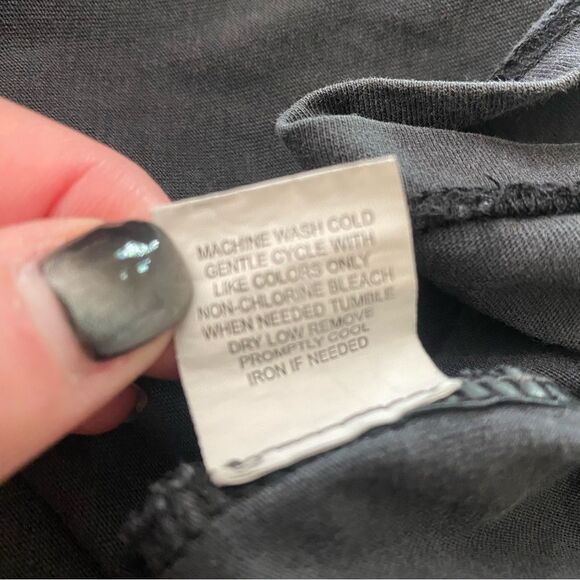 MACHINE WASH COLD
GENTLE CYCLE WITH
LIKE COLORS ONLY
NON-CHLORINE BLEACH
WHEN NEEDED TUMBLE
DRY LOW REMOVE
PROMPTLY COOL
IRON IF NEEDED